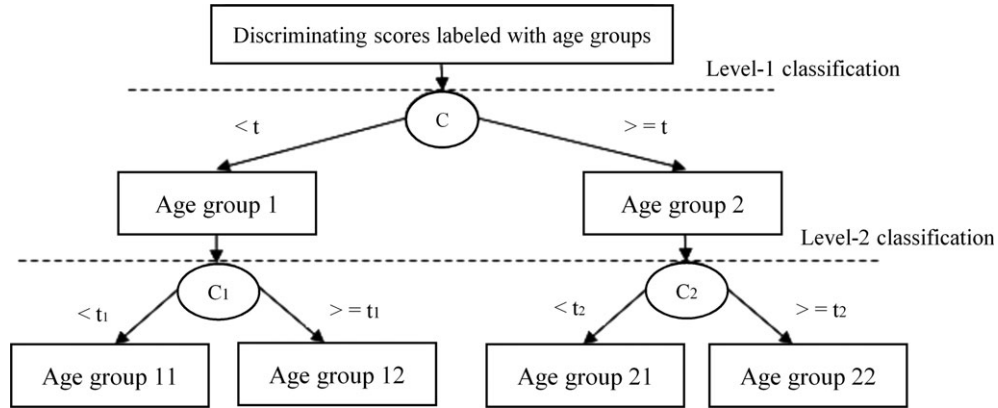 Discriminating scores labeled with age groups
Level-1 classification
C
< t
> = t
Age group 1
Age group 2
Level-2 classification
C1
C2
< t1
> = t1
< t2
> = t2
Age group 11
Age group 12
Age group 21
Age group 22